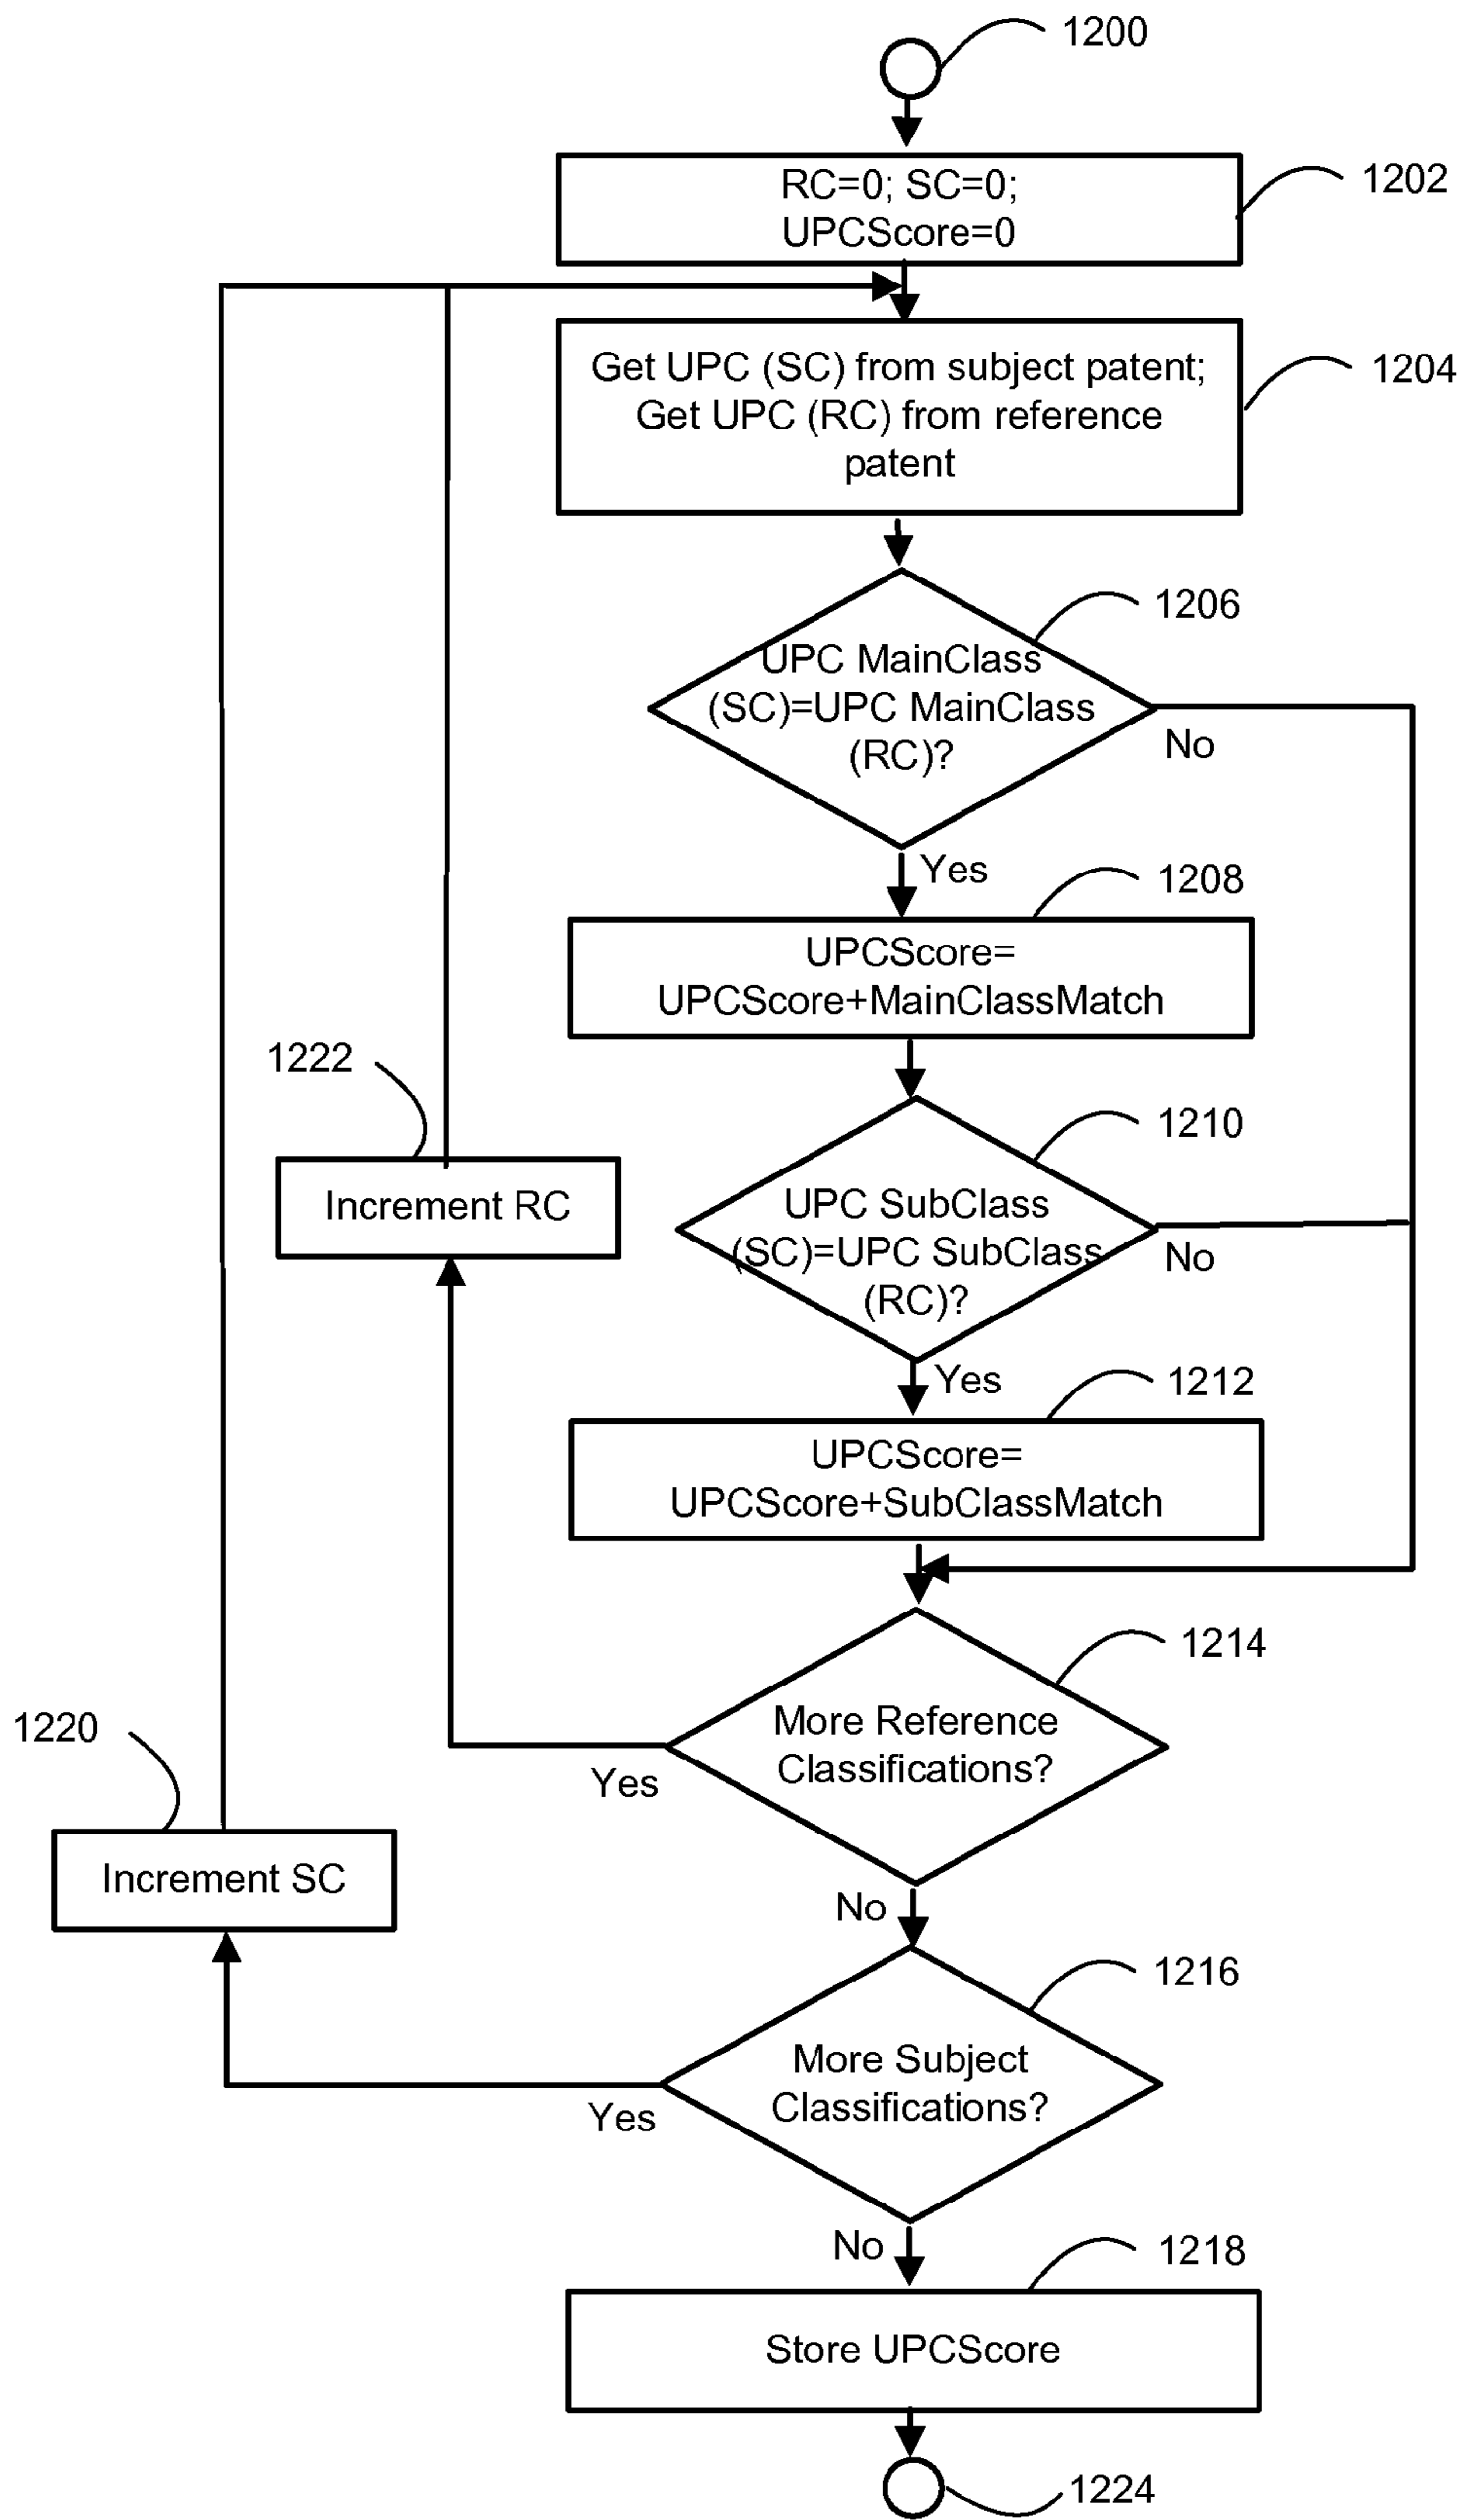 1200
RC=0; SC=0;
UPCScore=0
1202
Get UPC (SC) from subject patent;
Get UPC (RC) from reference
patent
1204
1206
UPC MainClass
(SC)=UPC MainClass
(RC)?
No
Yes
1208
UPCScore=
UPCScore+MainClassMatch
1222
Increment RC
1210
UPC SubClass
(SC)=UPC SubClass
(RC)?
No
Yes
1212
UPCScore=
UPCScore+SubClassMatch
1214
More Reference
Classifications?
Yes
No
1220
Increment SC
1216
More Subject
Classifications?
Yes
No
1218
Store UPCScore
1224